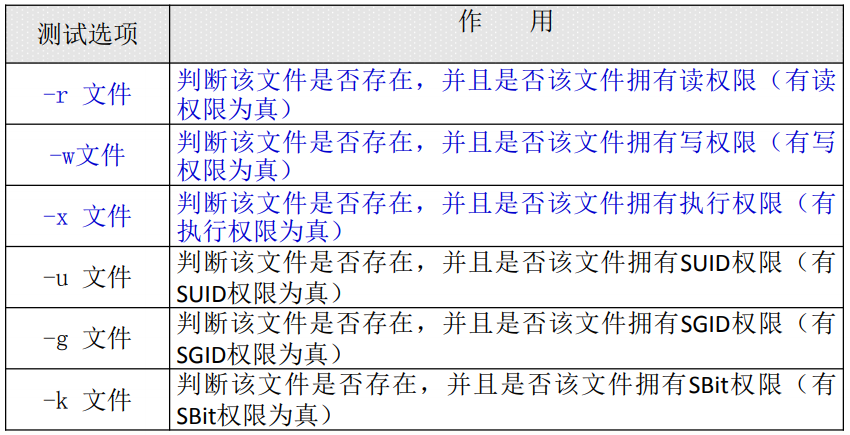 测试选项
作 用
-r 文件
判断该文件是否存在，并且是否该文件拥有读权限（有读
权限为真）
-w文件
判断该文件是否存在，并且是否该文件拥有写权限（有写
权限为真）
-x 文件
判断该文件是否存在，并且是否该文件拥有执行权限（有
执行权限为真）
-u 文件
判断该文件是否存在，并且是否该文件拥有SUID权限（有
SUID权限为真）
-g 文件
判断该文件是否存在，并且是否该文件拥有SGID权限（有
SGID权限为真）
-k 文件
判断该文件是否存在，并且是否该文件拥有SBit权限（有
SBit权限为真）